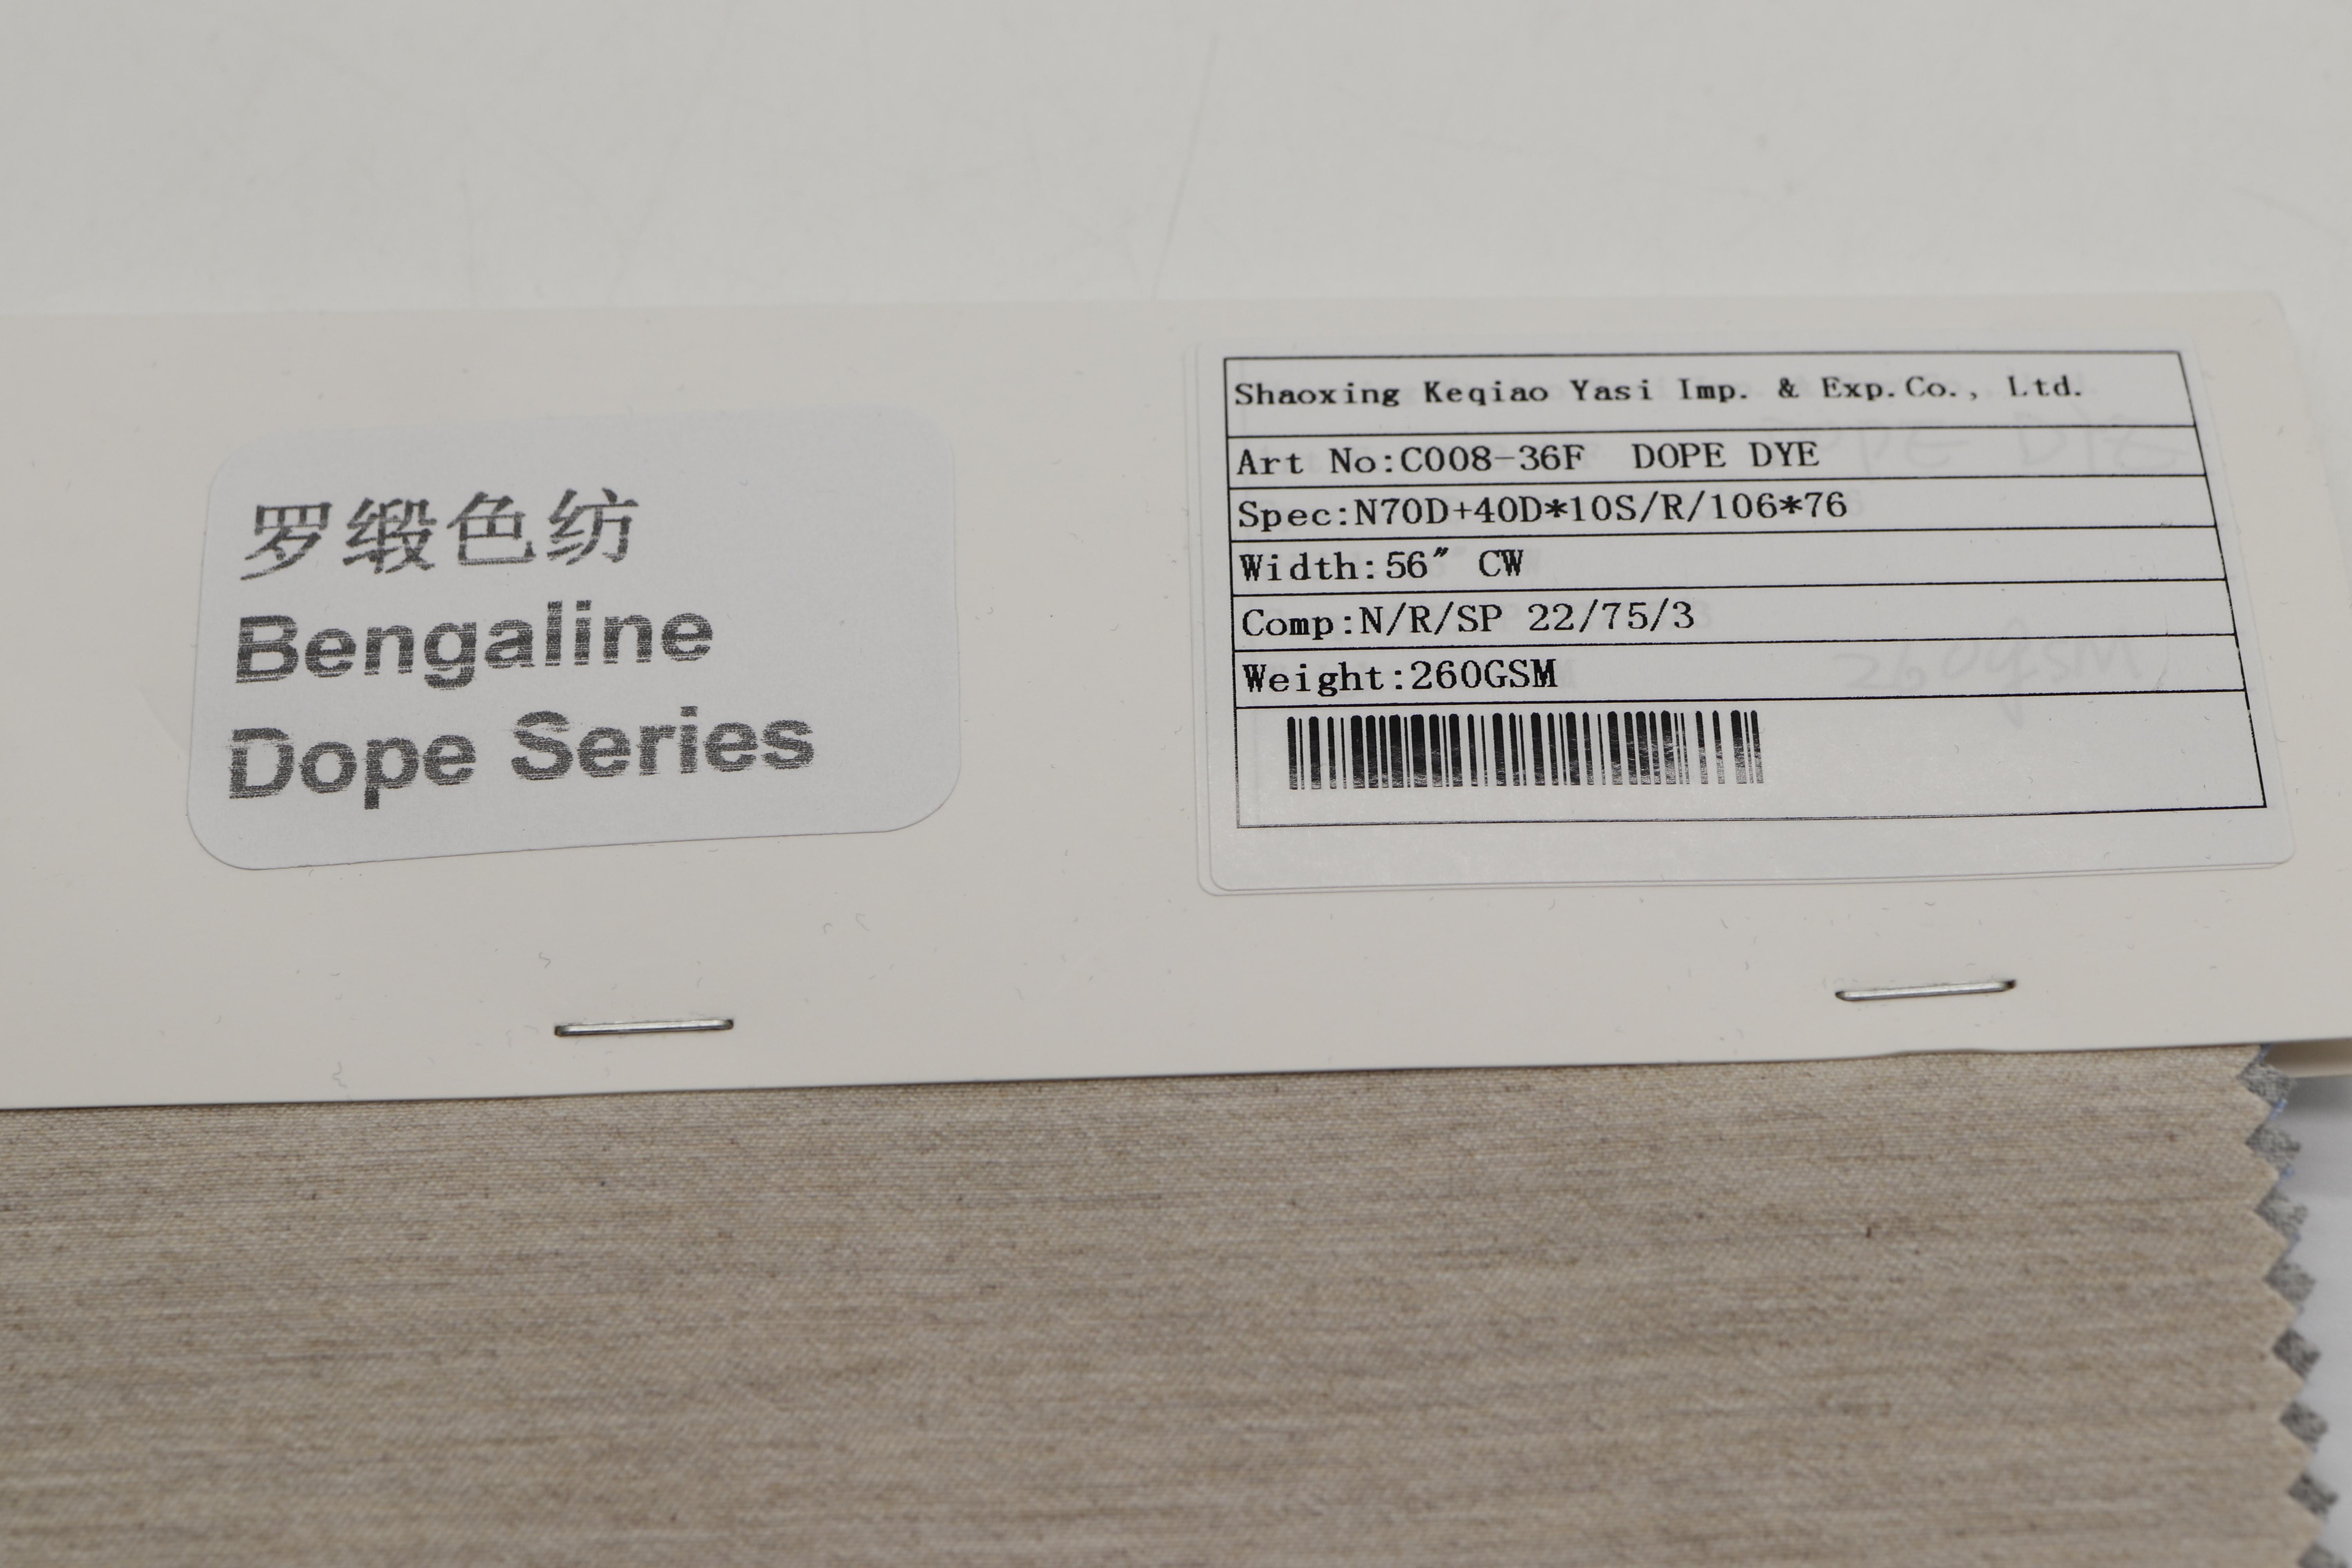 罗缎色纺
Bengaline
Dope Series
Shaoxing Keqiao Yasi Imp. & Exp.Co., Ltd.
Art No:C008-36F DOPE DYE
Spec:N70D+40D*10S/R/106*76
Width:56″ CW
Comp:N/R/SP 22/75/3
Weight:260GSM
260gsm